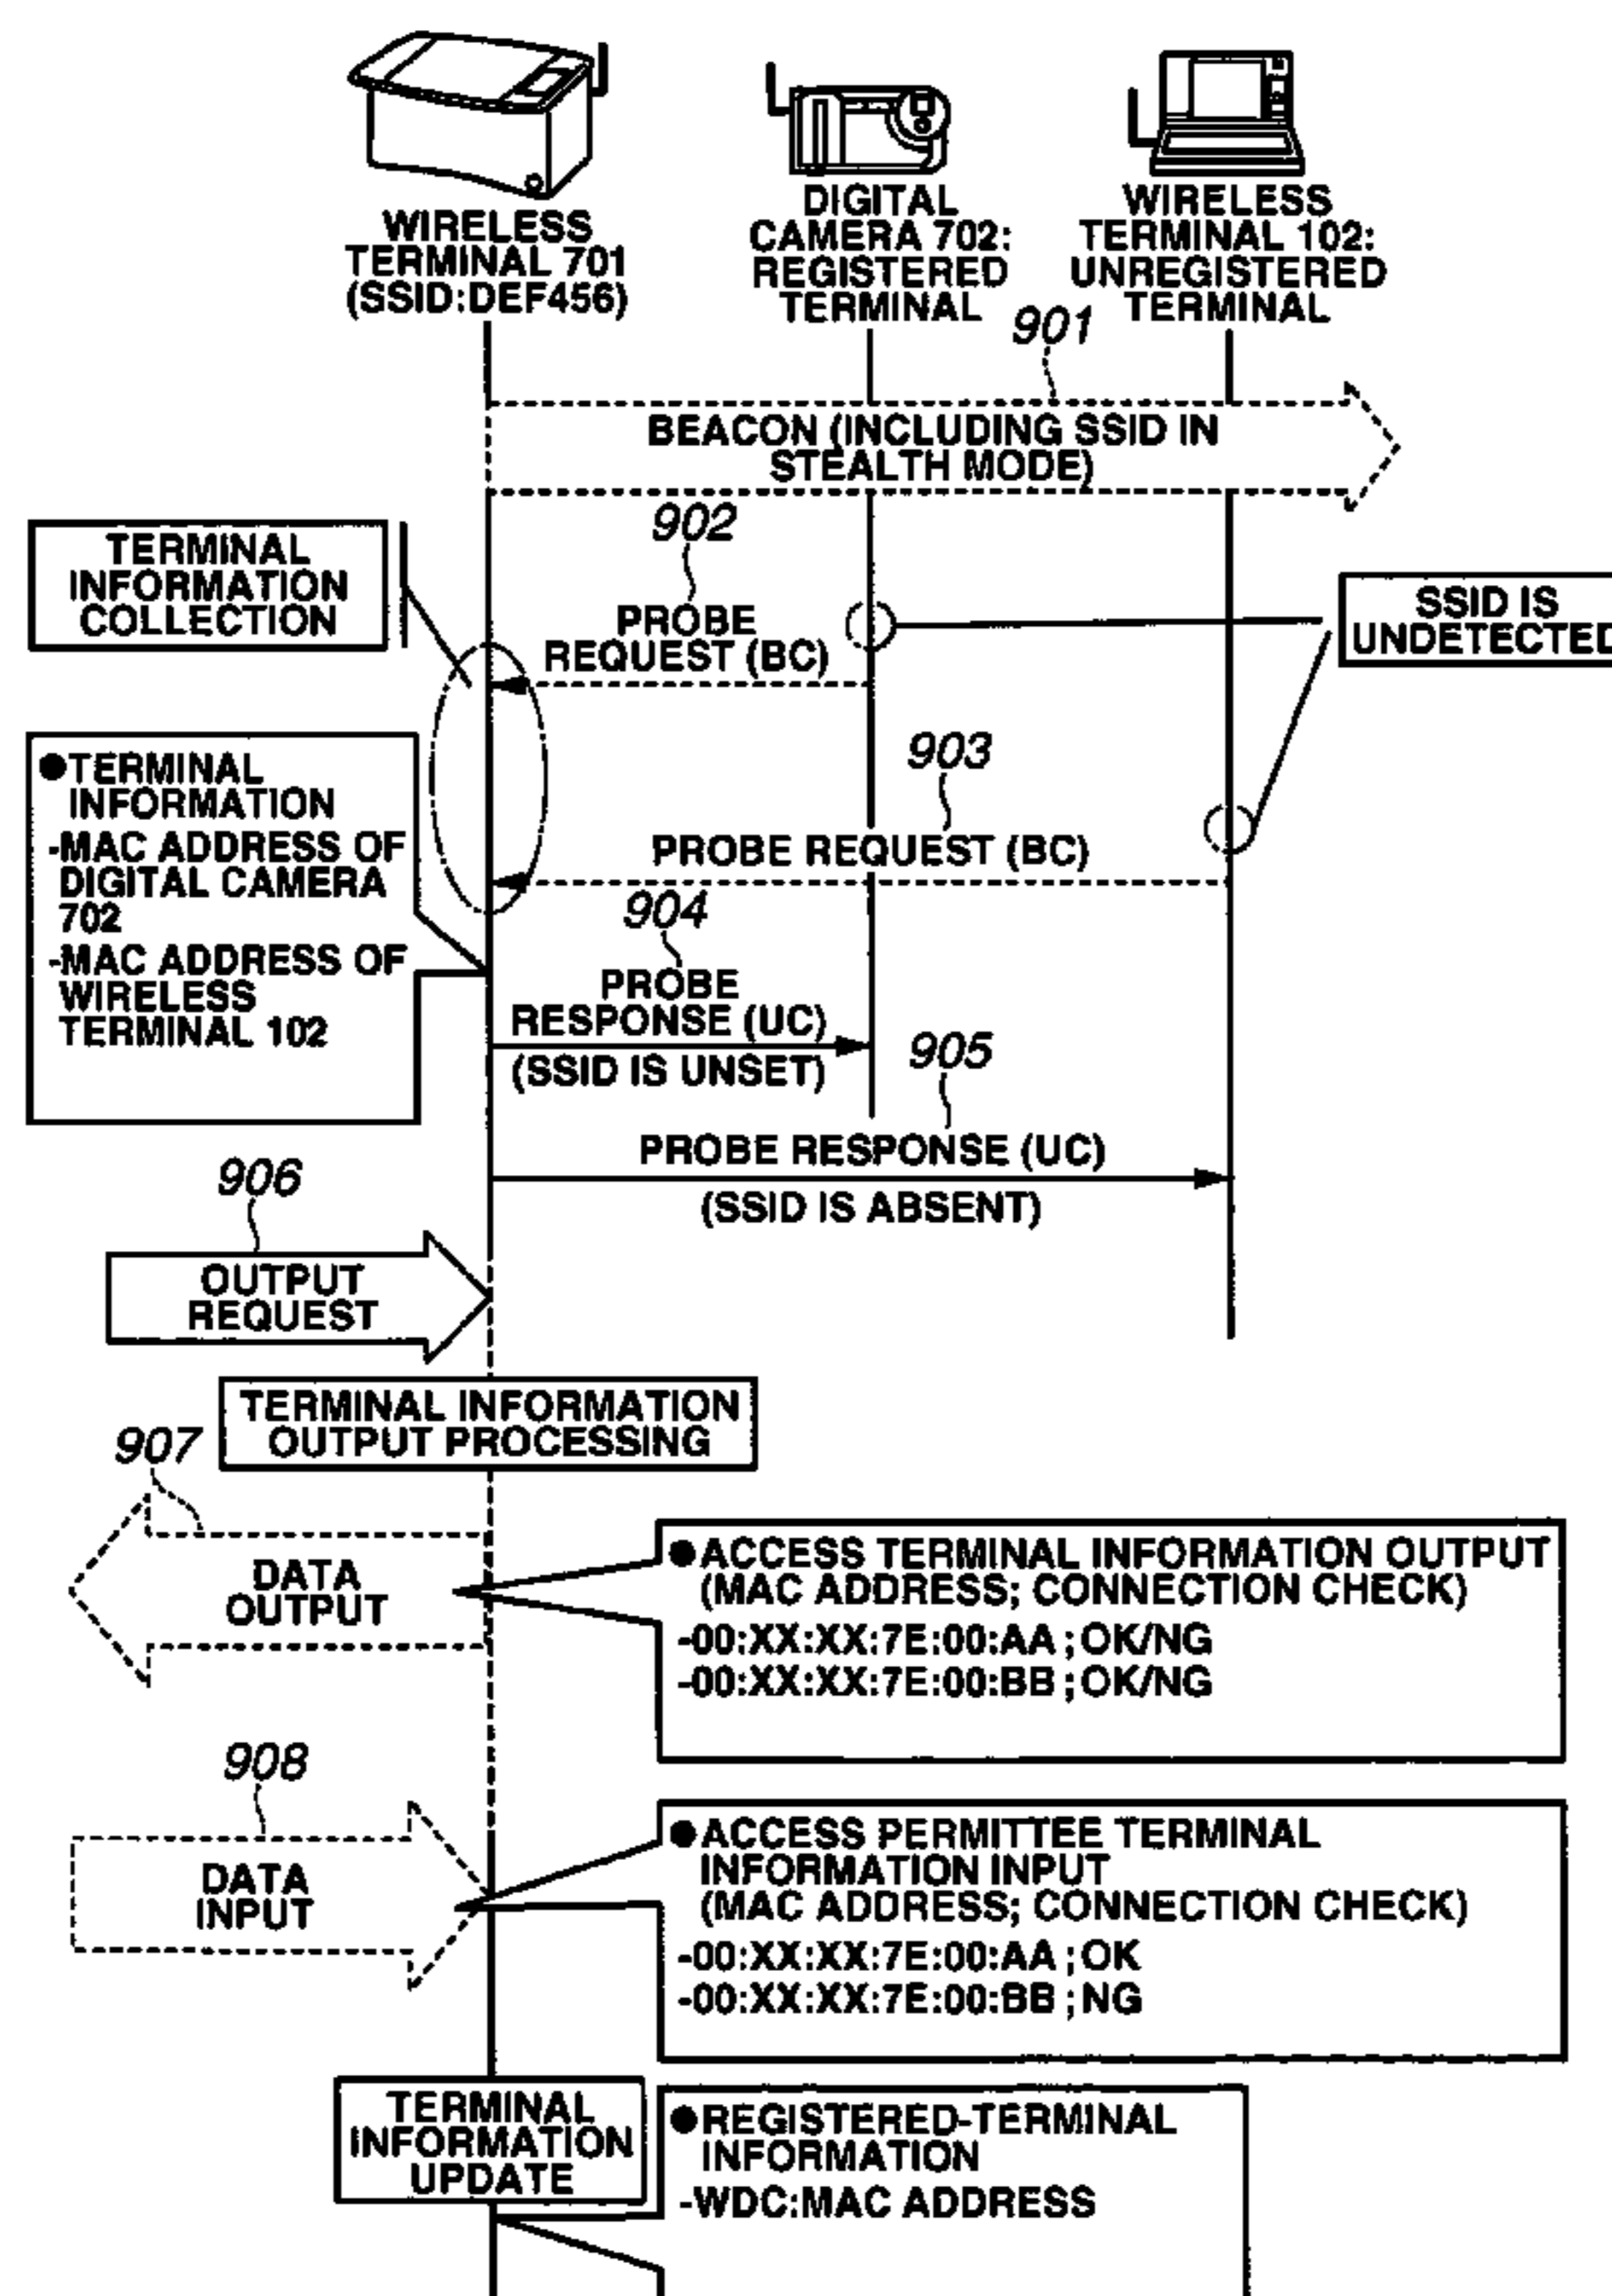 WIRELESS
TERMINAL 701
(SSID:DEF456)
DIGITAL
CAMERA 702:
REGISTERED
TERMINAL
WIRELESS
TERMINAL 102:
UNREGISTERED
TERMINAL
901
BEACON (INCLUDING SSID IN
STEALTH MODE)
902
TERMINAL
INFORMATION
COLLECTION
SSID IS
UNDETECTED
PROBE
REQUEST (BC)
903
●TERMINAL
INFORMATION
-MAC ADDRESS OF
DIGITAL CAMERA
702
-MAC ADDRESS OF
WIRELESS
TERMINAL 102
PROBE REQUEST (BC)
904
PROBE
RESPONSE (UC)
(SSID IS UNSET)
905
PROBE RESPONSE (UC)
(SSID IS ABSENT)
906
OUTPUT
REQUEST
TERMINAL INFORMATION
OUTPUT PROCESSING
907
DATA
OUTPUT
●ACCESS TERMINAL INFORMATION OUTPUT
(MAC ADDRESS; CONNECTION CHECK)
-00:XX:XX:7E:00:AA ;OK/NG
-00:XX:XX:7E:00:BB ;OK/NG
908
DATA
INPUT
●ACCESS PERMITTEE TERMINAL
INFORMATION INPUT
(MAC ADDRESS; CONNECTION CHECK)
-00:XX:XX:7E:00:AA ;OK
-00:XX:XX:7E:00:BB ;NG
TERMINAL
INFORMATION
UPDATE
●REGISTERED-TERMINAL
INFORMATION
-WDC:MAC ADDRESS